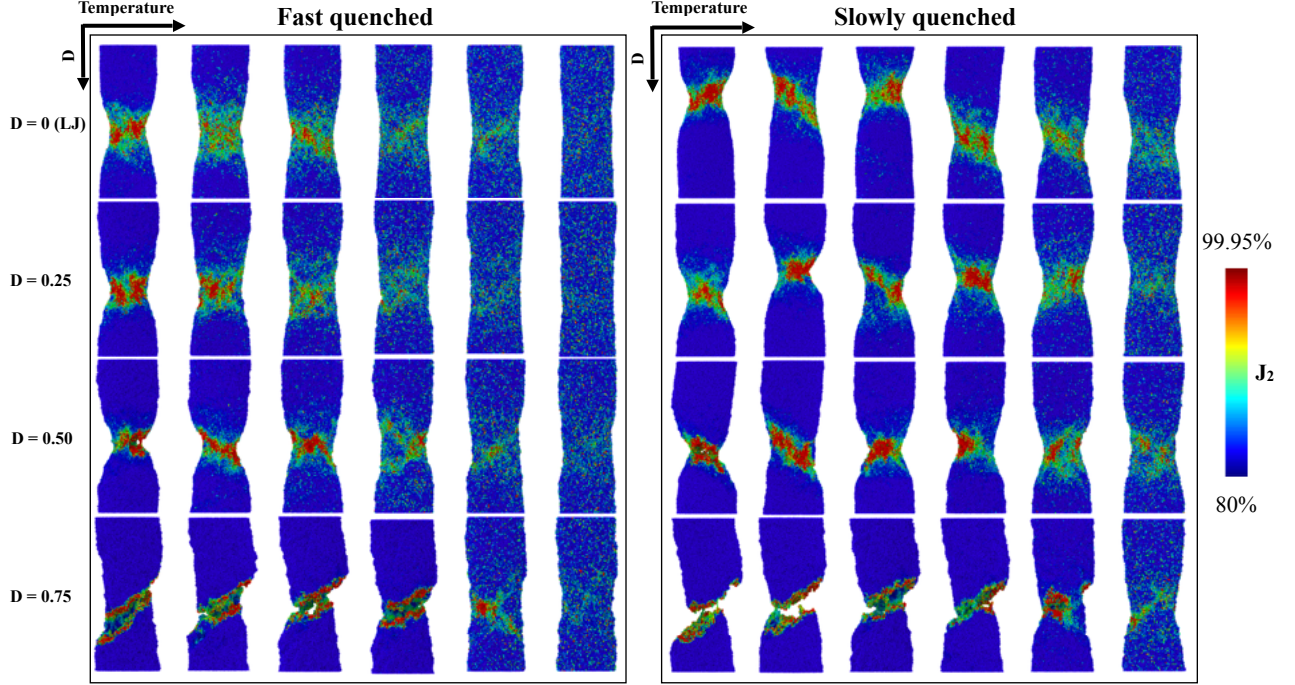 Fast quenched
Slowly quenched
Temperature
D
Temperature
D
D = 0 (LJ)
D = 0.25
D = 0.50
D = 0.75
99.95%
J₂
80%